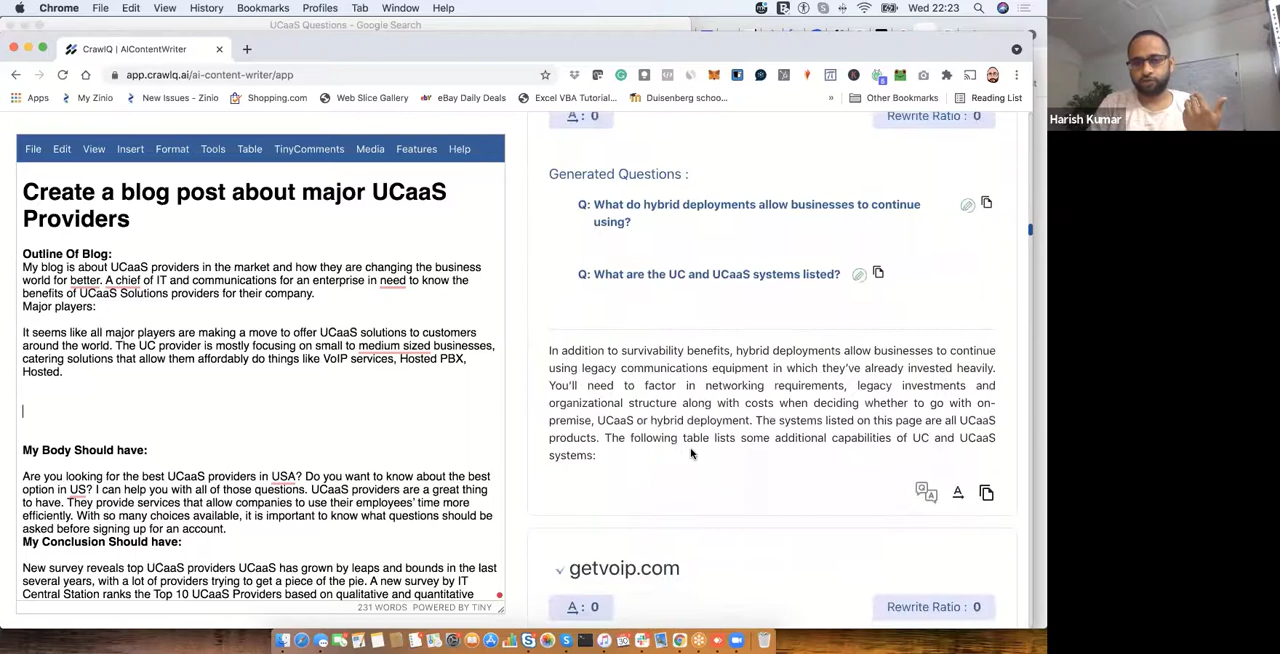 Chrome File Edit View History Bookmarks Profiles Tab Window Help Wed 22:23
UCaaS Questions - Google Search
CrawlQ | AIContentWriter
app.crawlq.ai/ai-content-writer/app
Apps My Zinio New Issues - Zinio Shopping.com Web Slice Gallery eBay Daily Deals Excel VBA Tutorial... Duisenberg schoo... » Other Bookmarks Reading List
Harish Kumar
File Edit View Insert Format Tools Table TinyComments Media Features Help
Create a blog post about major UCaaS
Providers
Outline Of Blog:
My blog is about UCaaS providers in the market and how they are changing the business
world for better. A chief of IT and communications for an enterprise in need to know the
benefits of UCaaS Solutions providers for their company.
Major players:
It seems like all major players are making a move to offer UCaaS solutions to customers
around the world. The UC provider is mostly focusing on small to medium sized businesses,
catering solutions that allow them affordably do things like VoIP services, Hosted PBX,
Hosted.
My Body Should have:
Are you looking for the best UCaaS providers in USA? Do you want to know about the best
option in US? I can help you with all of those questions. UCaaS providers are a great thing
to have. They provide services that allow companies to use their employees' time more
efficiently. With so many choices available, it is important to know what questions should be
asked before signing up for an account.
My Conclusion Should have:
New survey reveals top UCaaS providers UCaaS has grown by leaps and bounds in the last
several years, with a lot of providers trying to get a piece of the pie. A new survey by IT
Central Station ranks the Top 10 UCaaS Providers based on qualitative and quantitative
231 WORDS POWERED BY TINY
A : 0 Rewrite Ratio : 0
Generated Questions :
Q: What do hybrid deployments allow businesses to continue
using?
Q: What are the UC and UCaaS systems listed?
In addition to survivability benefits, hybrid deployments allow businesses to continue
using legacy communications equipment in which they've already invested heavily.
You'll need to factor in networking requirements, legacy investments and
organizational structure along with costs when deciding whether to go with on-
premise, UCaaS or hybrid deployment. The systems listed on this page are all UCaaS
products. The following table lists some additional capabilities of UC and UCaaS
systems:
getvoip.com
A : 0 Rewrite Ratio : 0